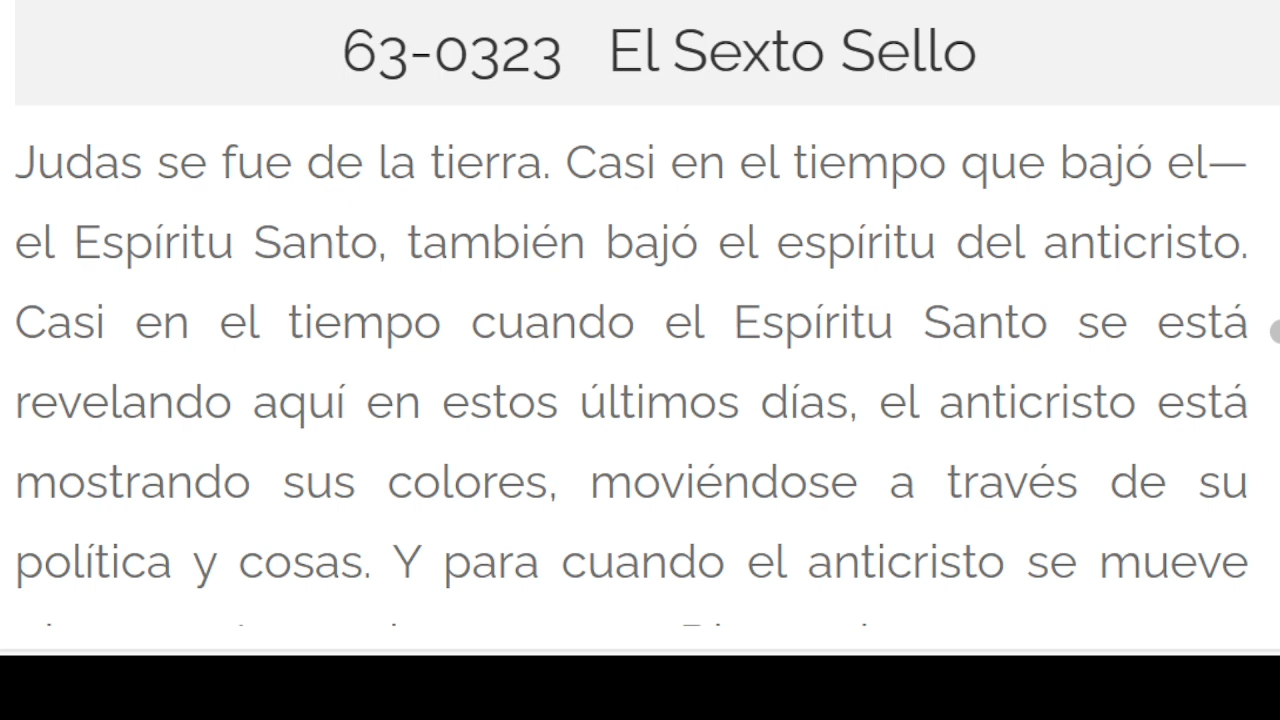 63-0323 El Sexto Sello
Judas se fue de la tierra. Casi en el tiempo que bajó el—
el Espíritu Santo, también bajó el espíritu del anticristo.
Casi en el tiempo cuando el Espíritu Santo se está
revelando aquí en estos últimos días, el anticristo está
mostrando sus colores, moviéndose a través de su
política y cosas. Y para cuando el anticristo se mueve